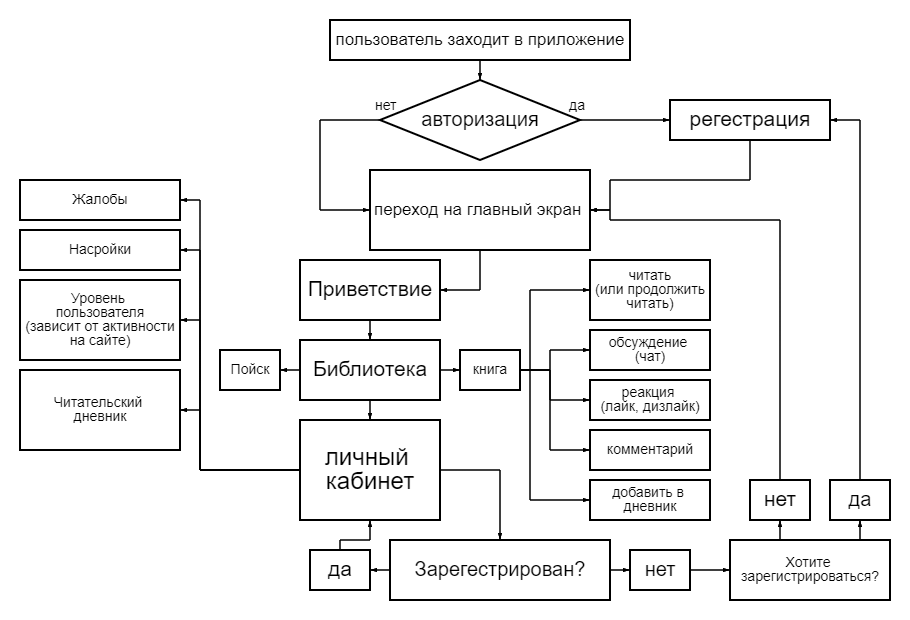 пользователь заходит в приложение
нет
да
авторизация
регестрация
переход на главный экран
Жалобы
Насройки
Уровень
пользователя
(зависит от активности
на сайте)
Читательский
дневник
Приветствие
Пойск
Библиотека
книга
читать
(или продолжить
читать)
обсуждение
(чат)
реакция
(лайк, дизлайк)
комментарий
добавить в
дневник
личный
кабинет
нет
да
да
Зарегестрирован?
нет
Хотите
зарегистрироваться?